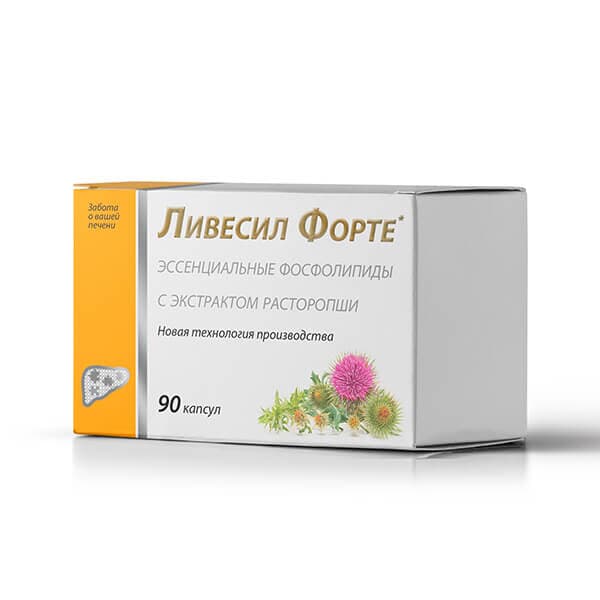 Забота
о вашей
печени
Ливесил Форте*
ЭССЕНЦИАЛЬНЫЕ ФОСФОЛИПИДЫ
С ЭКСТРАКТОМ РАСТОРОПШИ
Новая технология производства
90 капсул